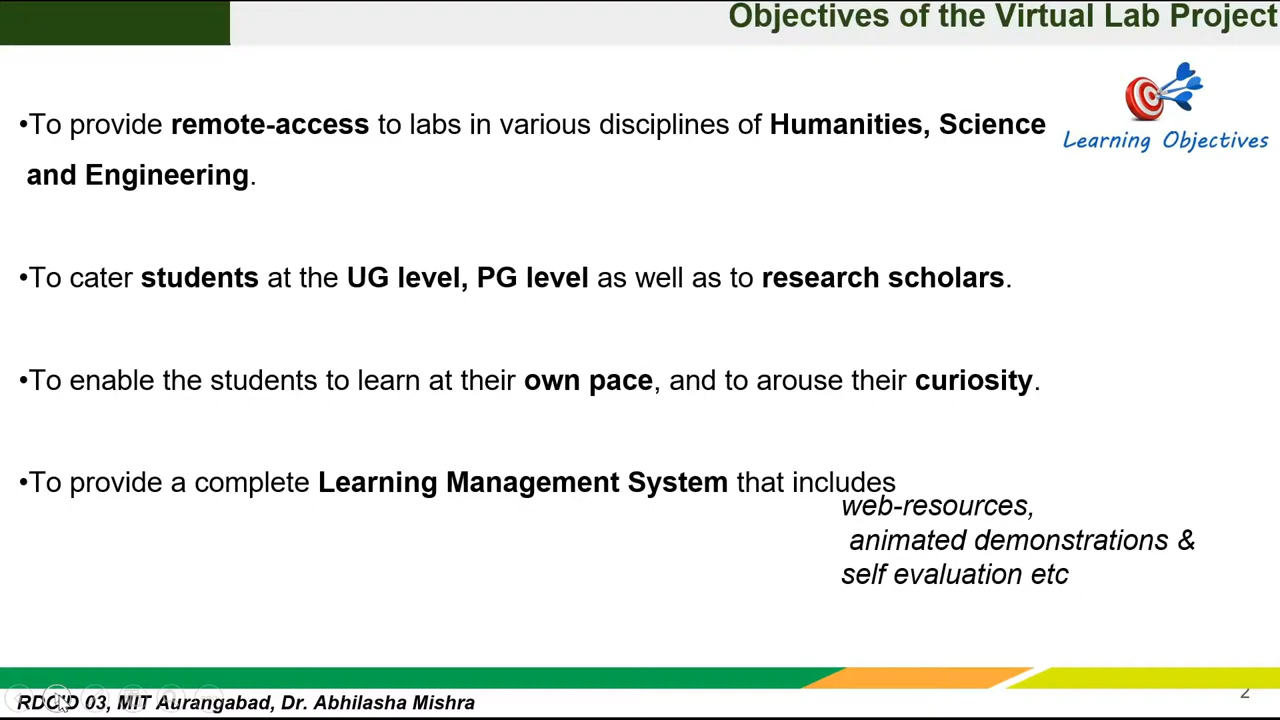 Objectives of the Virtual Lab Project
•To provide remote-access to labs in various disciplines of Humanities, Science
and Engineering.
Learning Objectives
•To cater students at the UG level, PG level as well as to research scholars.
•To enable the students to learn at their own pace, and to arouse their curiosity.
•To provide a complete Learning Management System that includes
web-resources,
animated demonstrations &
self evaluation etc
03, MIT Aurangabad, Dr. Abhilasha Mishra
2